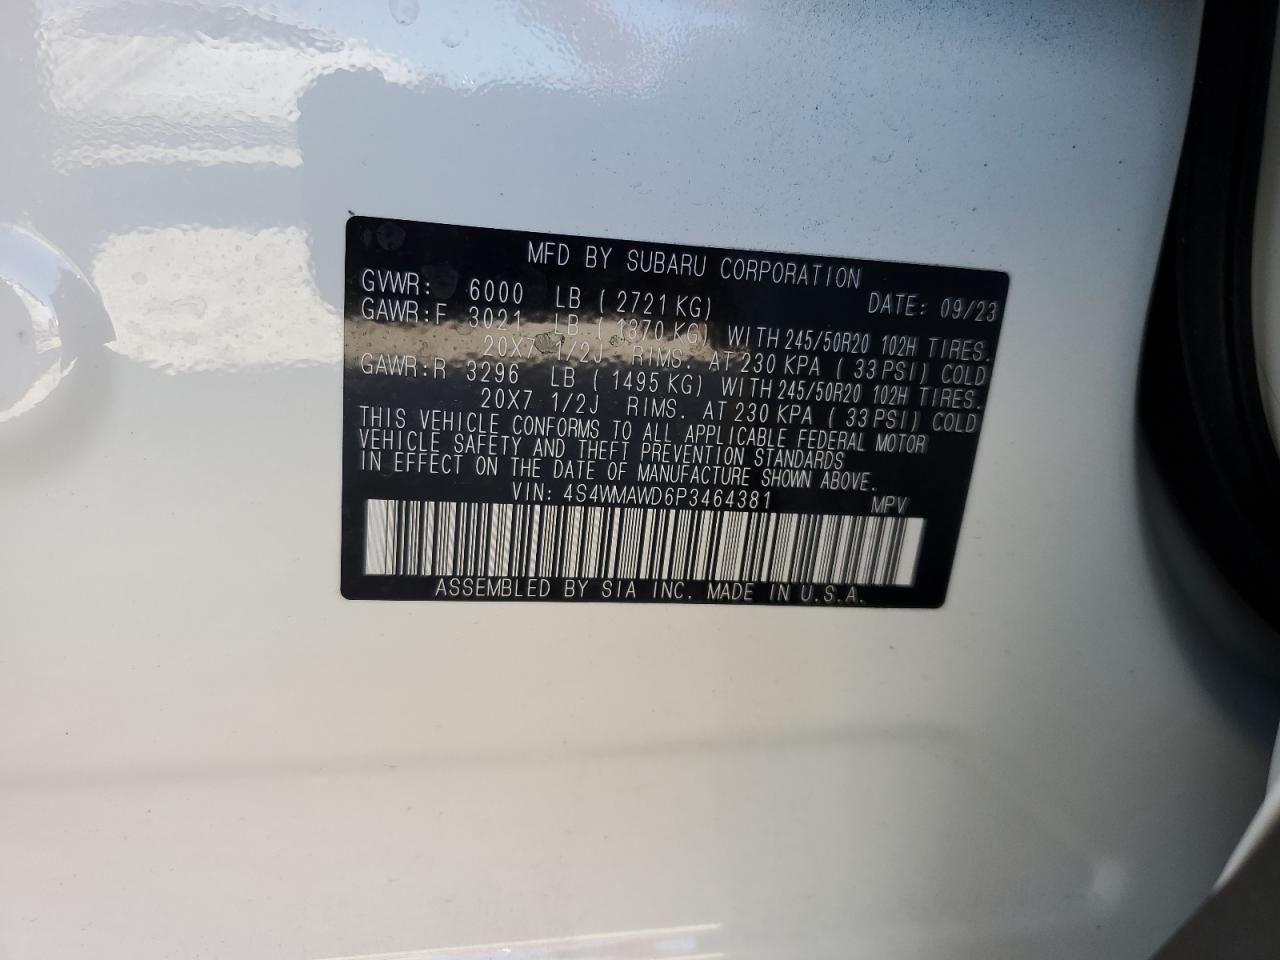 MFD BY SUBARU CORPORATION
GVWR: 6000 LB ( 2721 KG) DATE: 09/23
GAWR:F 3021 LB ( 1370 KG) WITH 245/50R20 102H TIRES.
20X7 1/2J RIMS. AT 230 KPA ( 33 PSI) COLD
GAWR:R 3296 LB ( 1495 KG) WITH 245/50R20 102H TIRES.
20X7 1/2J RIMS. AT 230 KPA ( 33 PSI) COLD
THIS VEHICLE CONFORMS TO ALL APPLICABLE FEDERAL MOTOR
VEHICLE SAFETY AND THEFT PREVENTION STANDARDS
IN EFFECT ON THE DATE OF MANUFACTURE SHOWN ABOVE.
VIN: 4S4WMAWD6P3464381 MPV
ASSEMBLED BY SIA INC. MADE IN U.S.A.